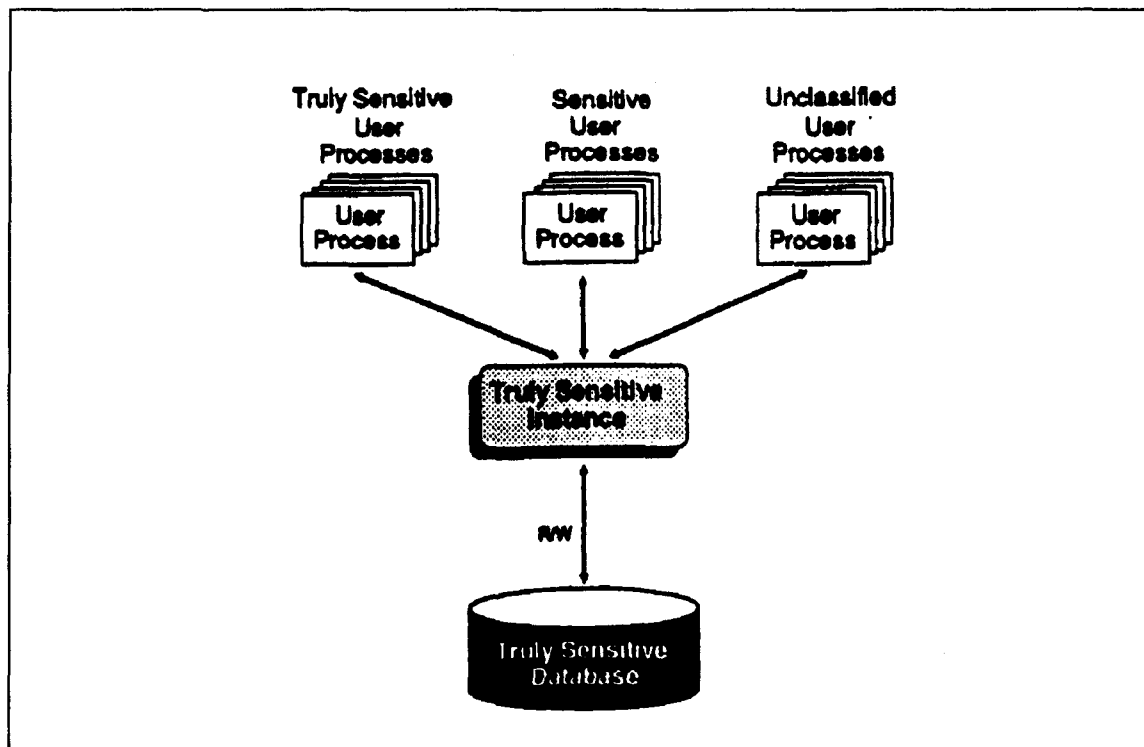 Truly Sensitive
User
Processes
Sensitive
User
Processes
Unclassified
User
Processes
User
Process
User
Process
User
Process
Truly Sensitive
Instance
R/W
Truly Sensitive
Database